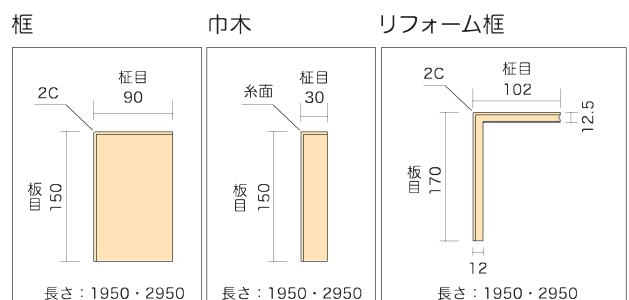 框
2C
柾目
90
板目
150
長さ：1950・2950
巾木
糸面
柾目
30
板目
150
長さ：1950・2950
リフォーム框
2C
柾目
102
12.5
板目
170
12
長さ：1950・2950